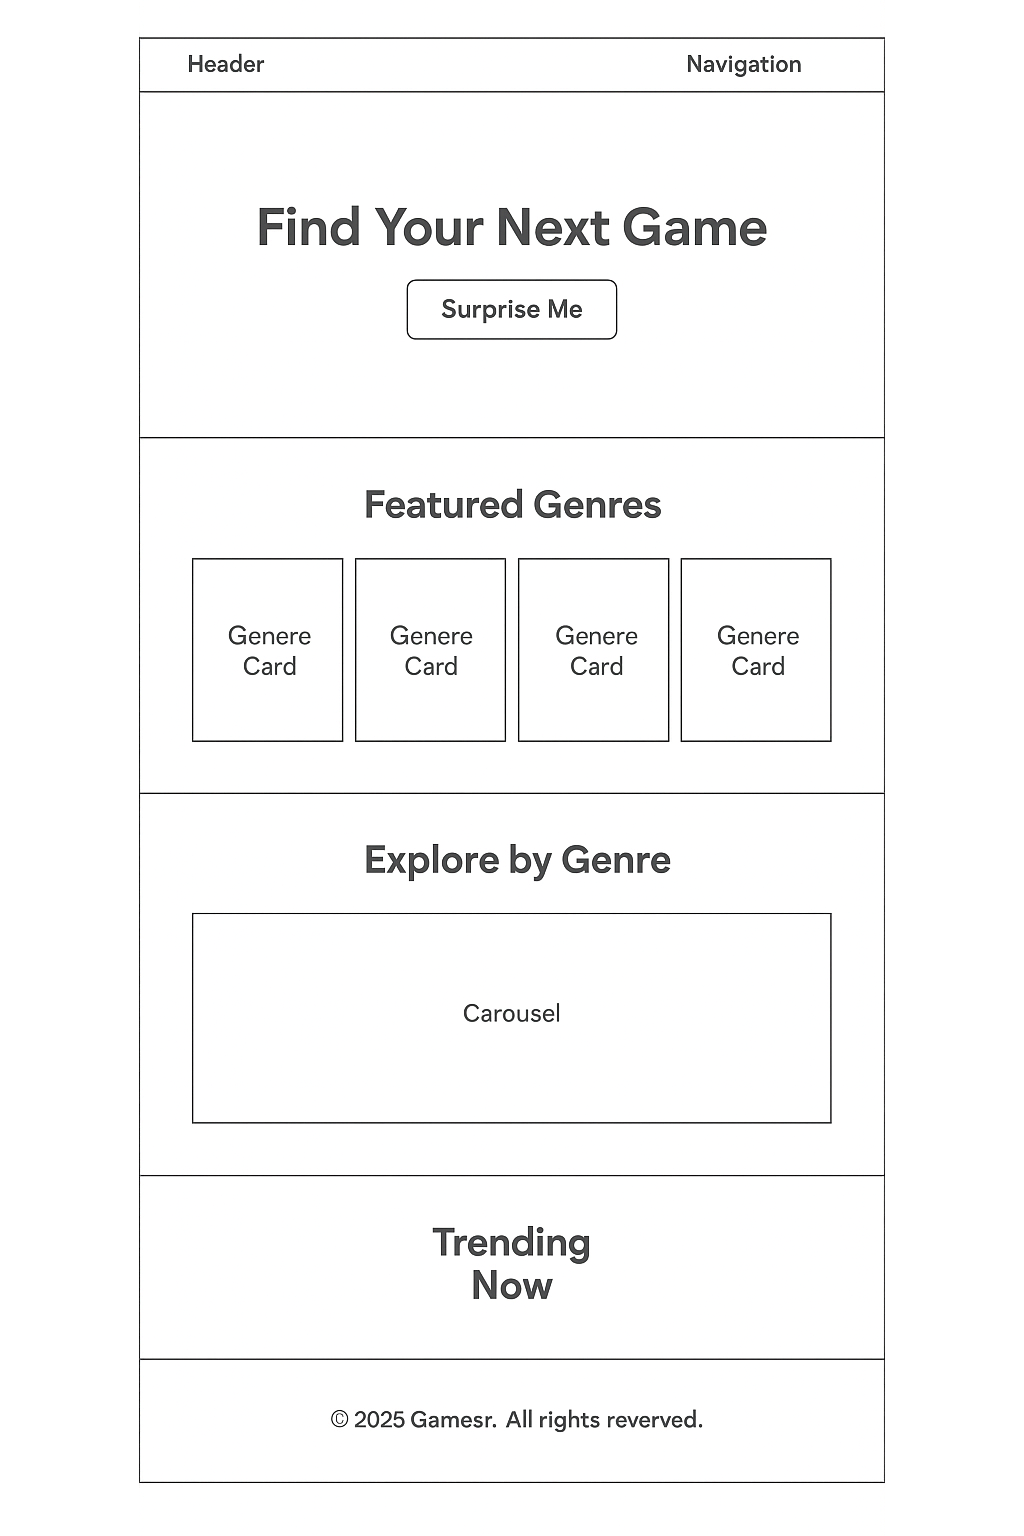 Header
Navigation
Find Your Next Game
Surprise Me
Featured Genres
Genere
Card
Genere
Card
Genere
Card
Genere
Card
Explore by Genre
Carousel
Trending
Now
© 2025 Gamesr. All rights reverved.